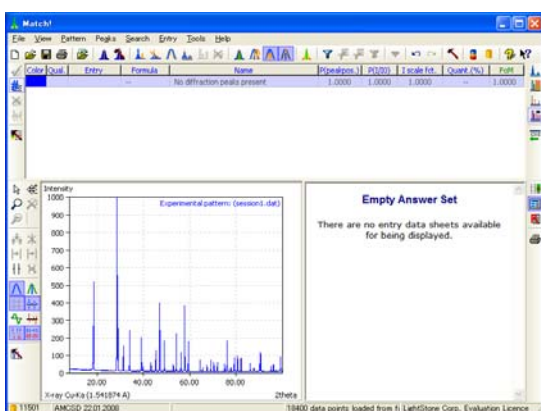 Match!
File View Pattern Peaks Search Entry Tools Help
Color Qual. Entry Formula Name P(peakpos.) P(I/I0) I scale fct. Quant.(%) FoM
-- No diffraction peaks present 1.0000 1.0000 1.0000 -- 1.0000
Intensity
Experimental pattern: (session1.dat)
1000
900
800
700
600
500
400
300
200
100
0
20.00 40.00 60.00 80.00
X-ray Cu-Ka (1.541874 A) 2theta
Empty Answer Set
There are no entry data sheets available
for being displayed.
11501 AMCSD 22.01.2008 18400 data points loaded from fi LightStone Corp. Evaluation Licence